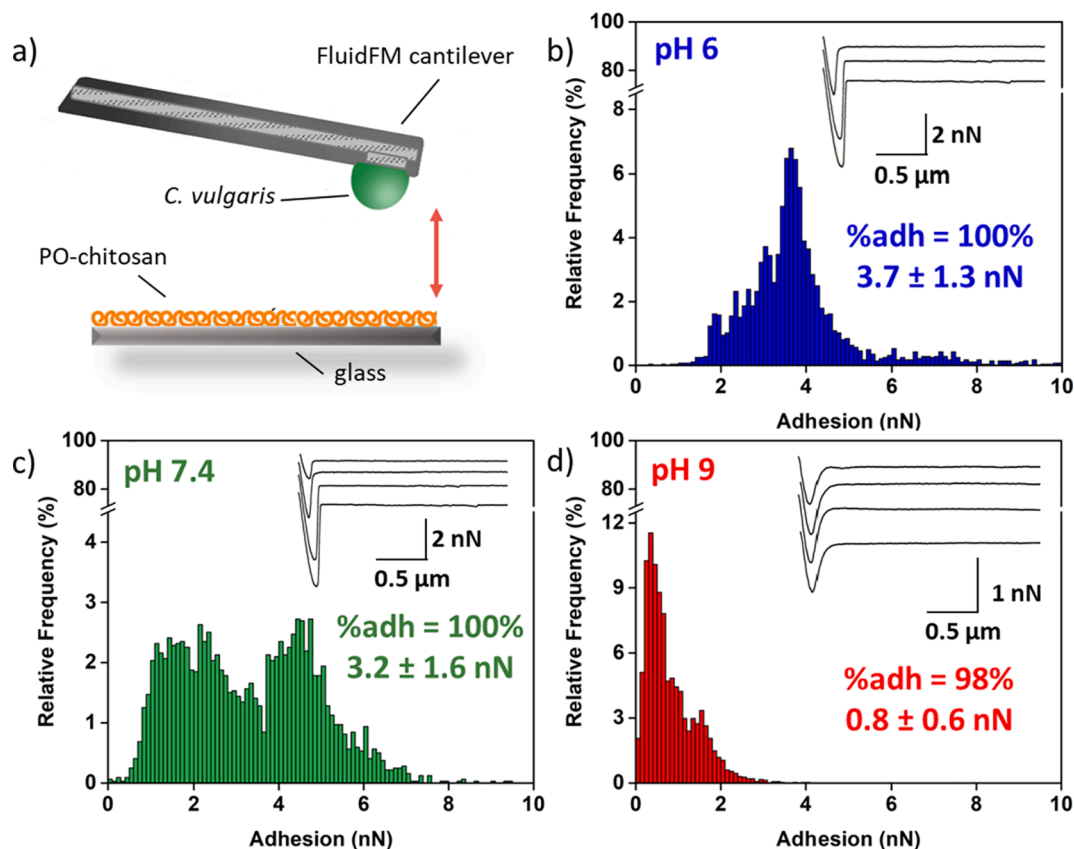 a)
FluidFM cantilever
C. vulgaris
PO-chitosan
glass
b)
pH 6
100
80
8
6
4
2
0
Relative Frequency (%)
2 nN
0.5 µm
%adh = 100%
3.7 ± 1.3 nN
0 2 4 6 8 10
Adhesion (nN)
c)
pH 7.4
100
80
4
3
2
1
0
Relative Frequency (%)
2 nN
0.5 µm
%adh = 100%
3.2 ± 1.6 nN
0 2 4 6 8 10
Adhesion (nN)
d)
pH 9
100
80
12
9
6
3
0
Relative Frequency (%)
1 nN
0.5 µm
%adh = 98%
0.8 ± 0.6 nN
0 2 4 6 8 10
Adhesion (nN)